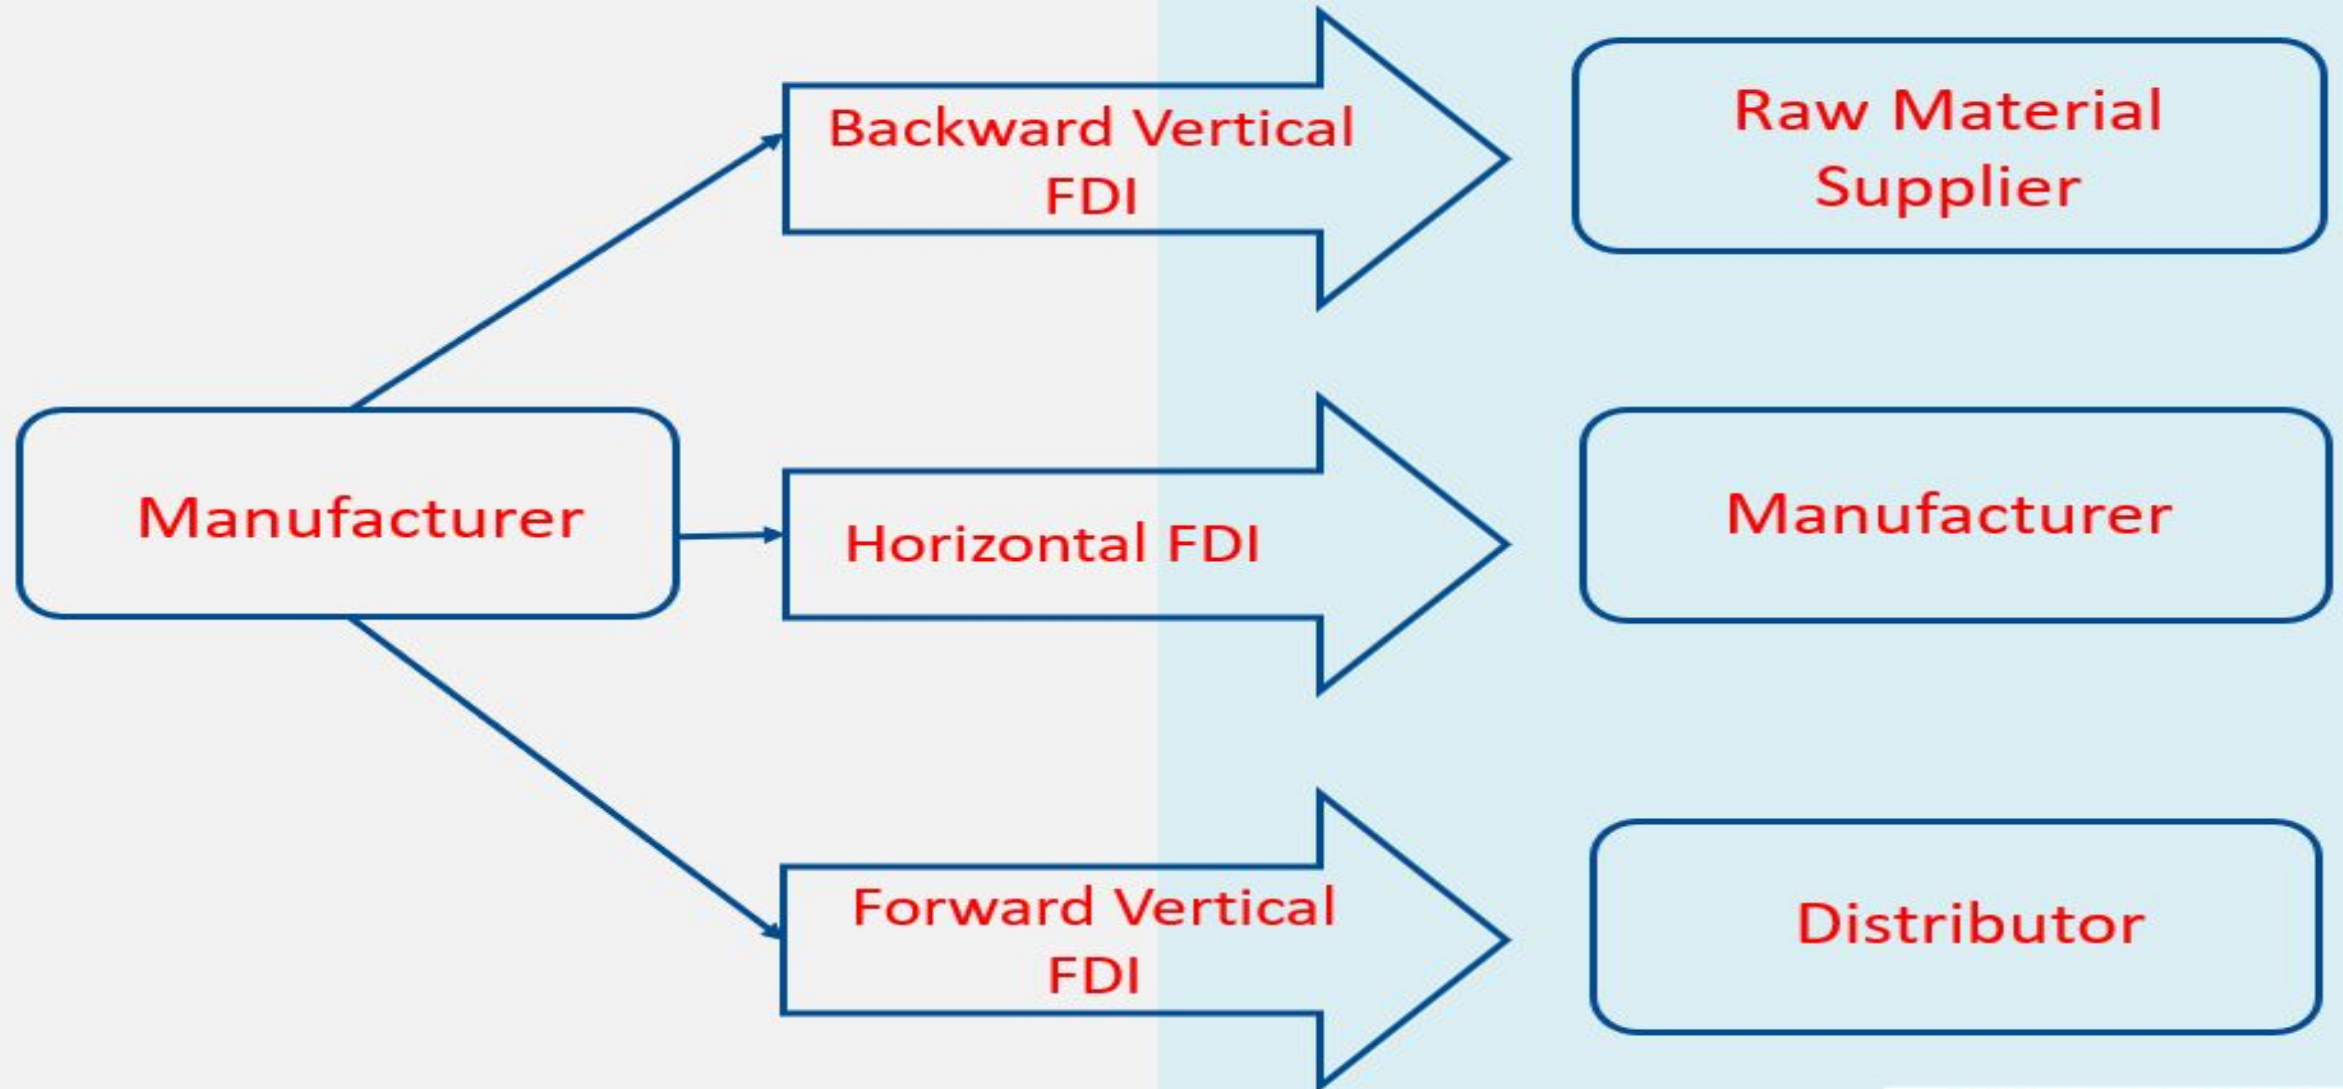 Backward Vertical
FDI
Raw Material
Supplier
Manufacturer
Horizontal FDI
Manufacturer
Forward Vertical
FDI
Distributor